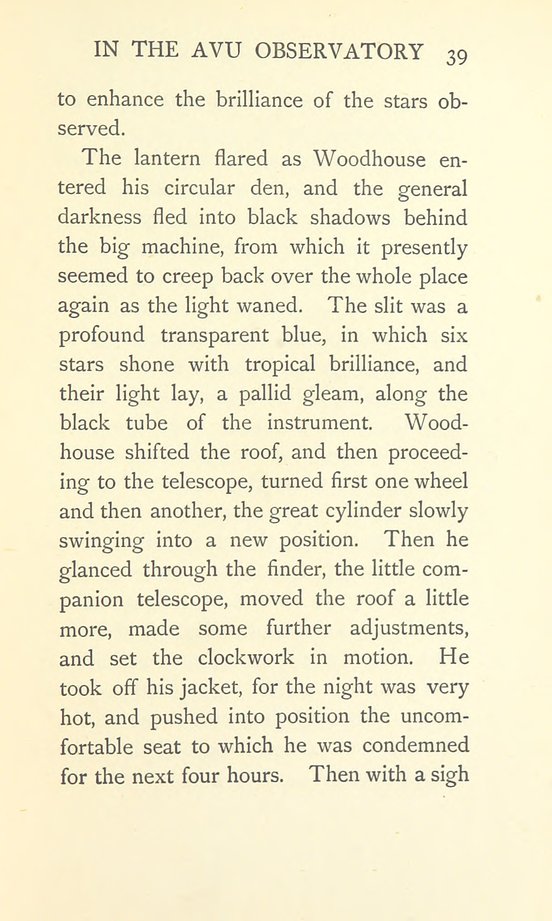 IN THE AVU OBSERVATORY 39
to enhance the brilliance of the stars ob-
served.
The lantern flared as Woodhouse en-
tered his circular den, and the general
darkness fled into black shadows behind
the big machine, from which it presently
seemed to creep back over the whole place
again as the light waned. The slit was a
profound transparent blue, in which six
stars shone with tropical brilliance, and
their light lay, a pallid gleam, along the
black tube of the instrument. Wood-
house shifted the roof, and then proceed-
ing to the telescope, turned first one wheel
and then another, the great cylinder slowly
swinging into a new position. Then he
glanced through the finder, the little com-
panion telescope, moved the roof a little
more, made some further adjustments,
and set the clockwork in motion. He
took off his jacket, for the night was very
hot, and pushed into position the uncom-
fortable seat to which he was condemned
for the next four hours. Then with a sigh